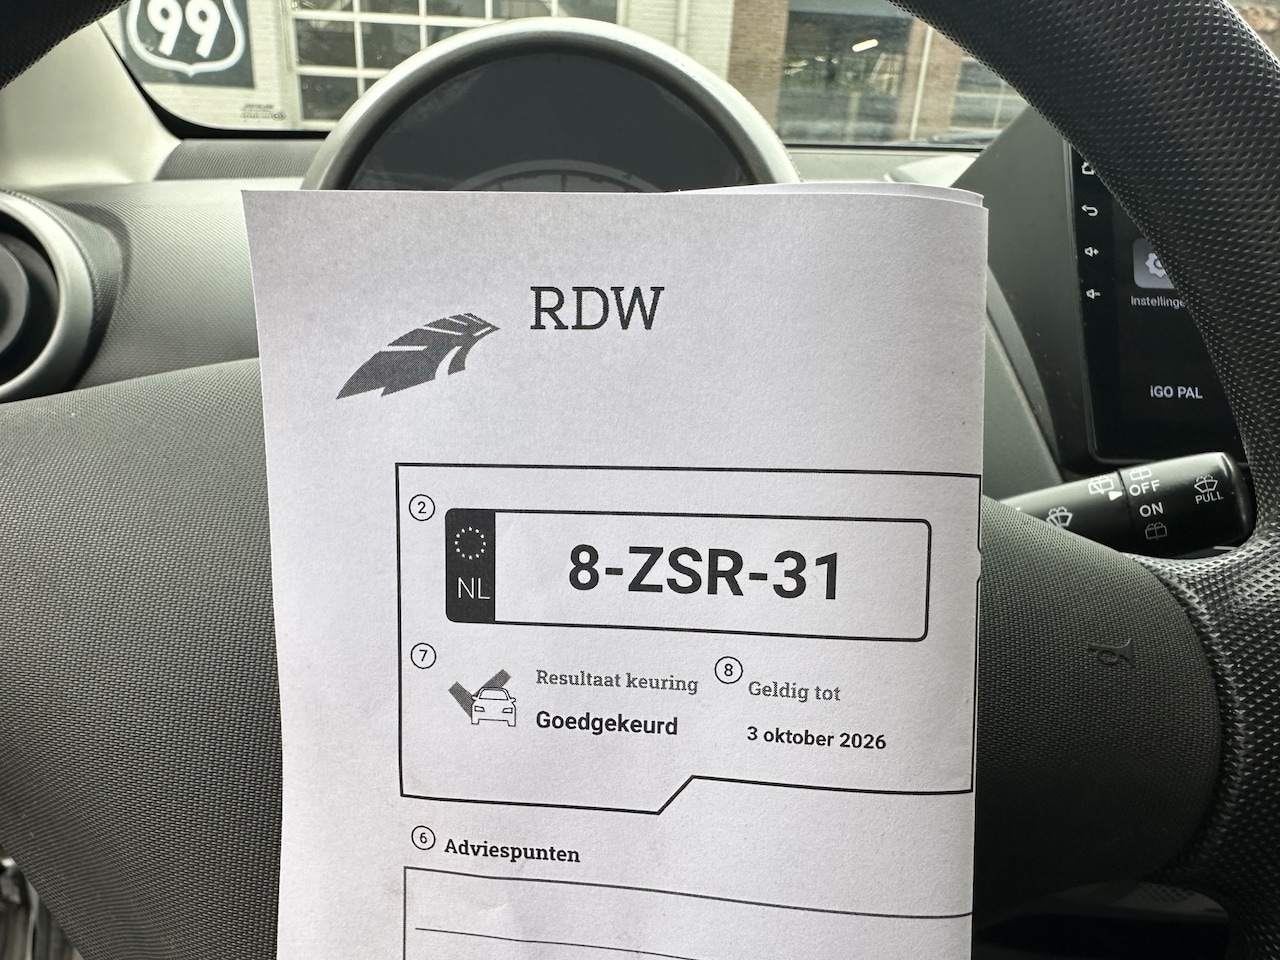 99
RDW
2
NL
8-ZSR-31
7
Resultaat keuring
Goedgekeurd
8
Geldig tot
3 oktober 2026
6
Adviespunten
iGO PAL
OFF
ON
PULL